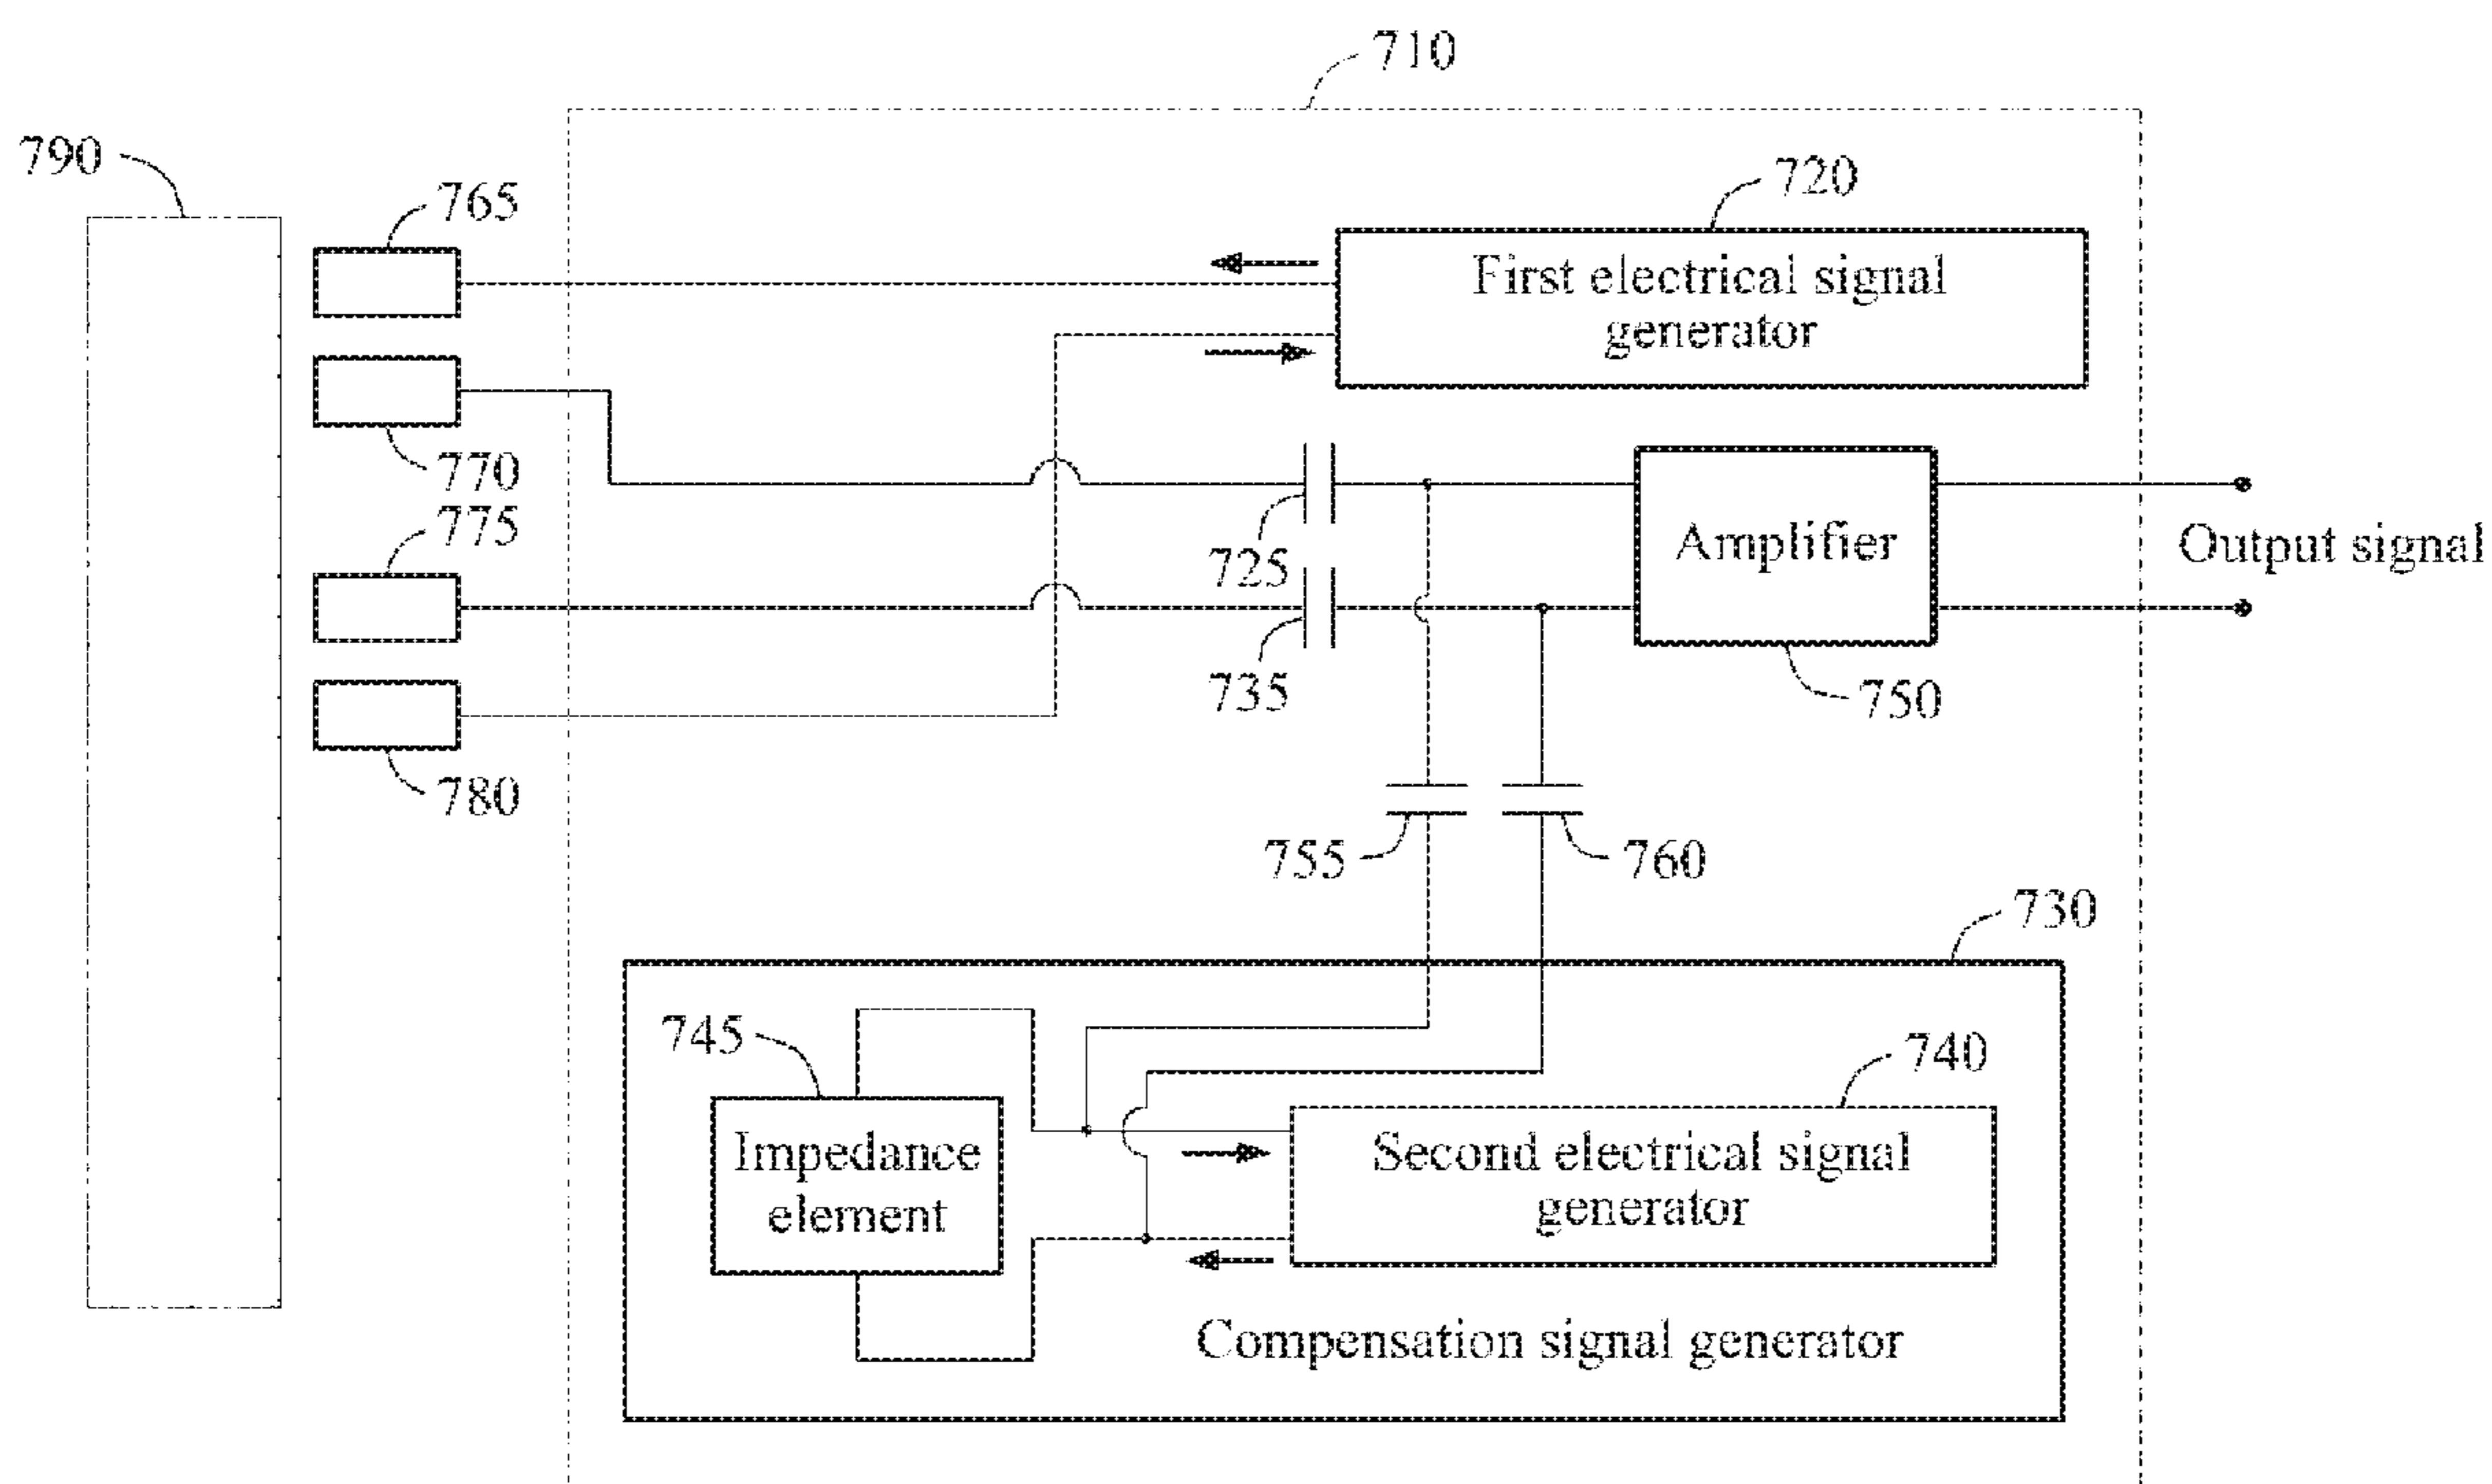 710
790
765
720
First electrical signal
generator
770
775
725
Amplifier
Output signal
735
750
780
755
760
730
745
740
Impedance
element
Second electrical signal
generator
Compensation signal generator